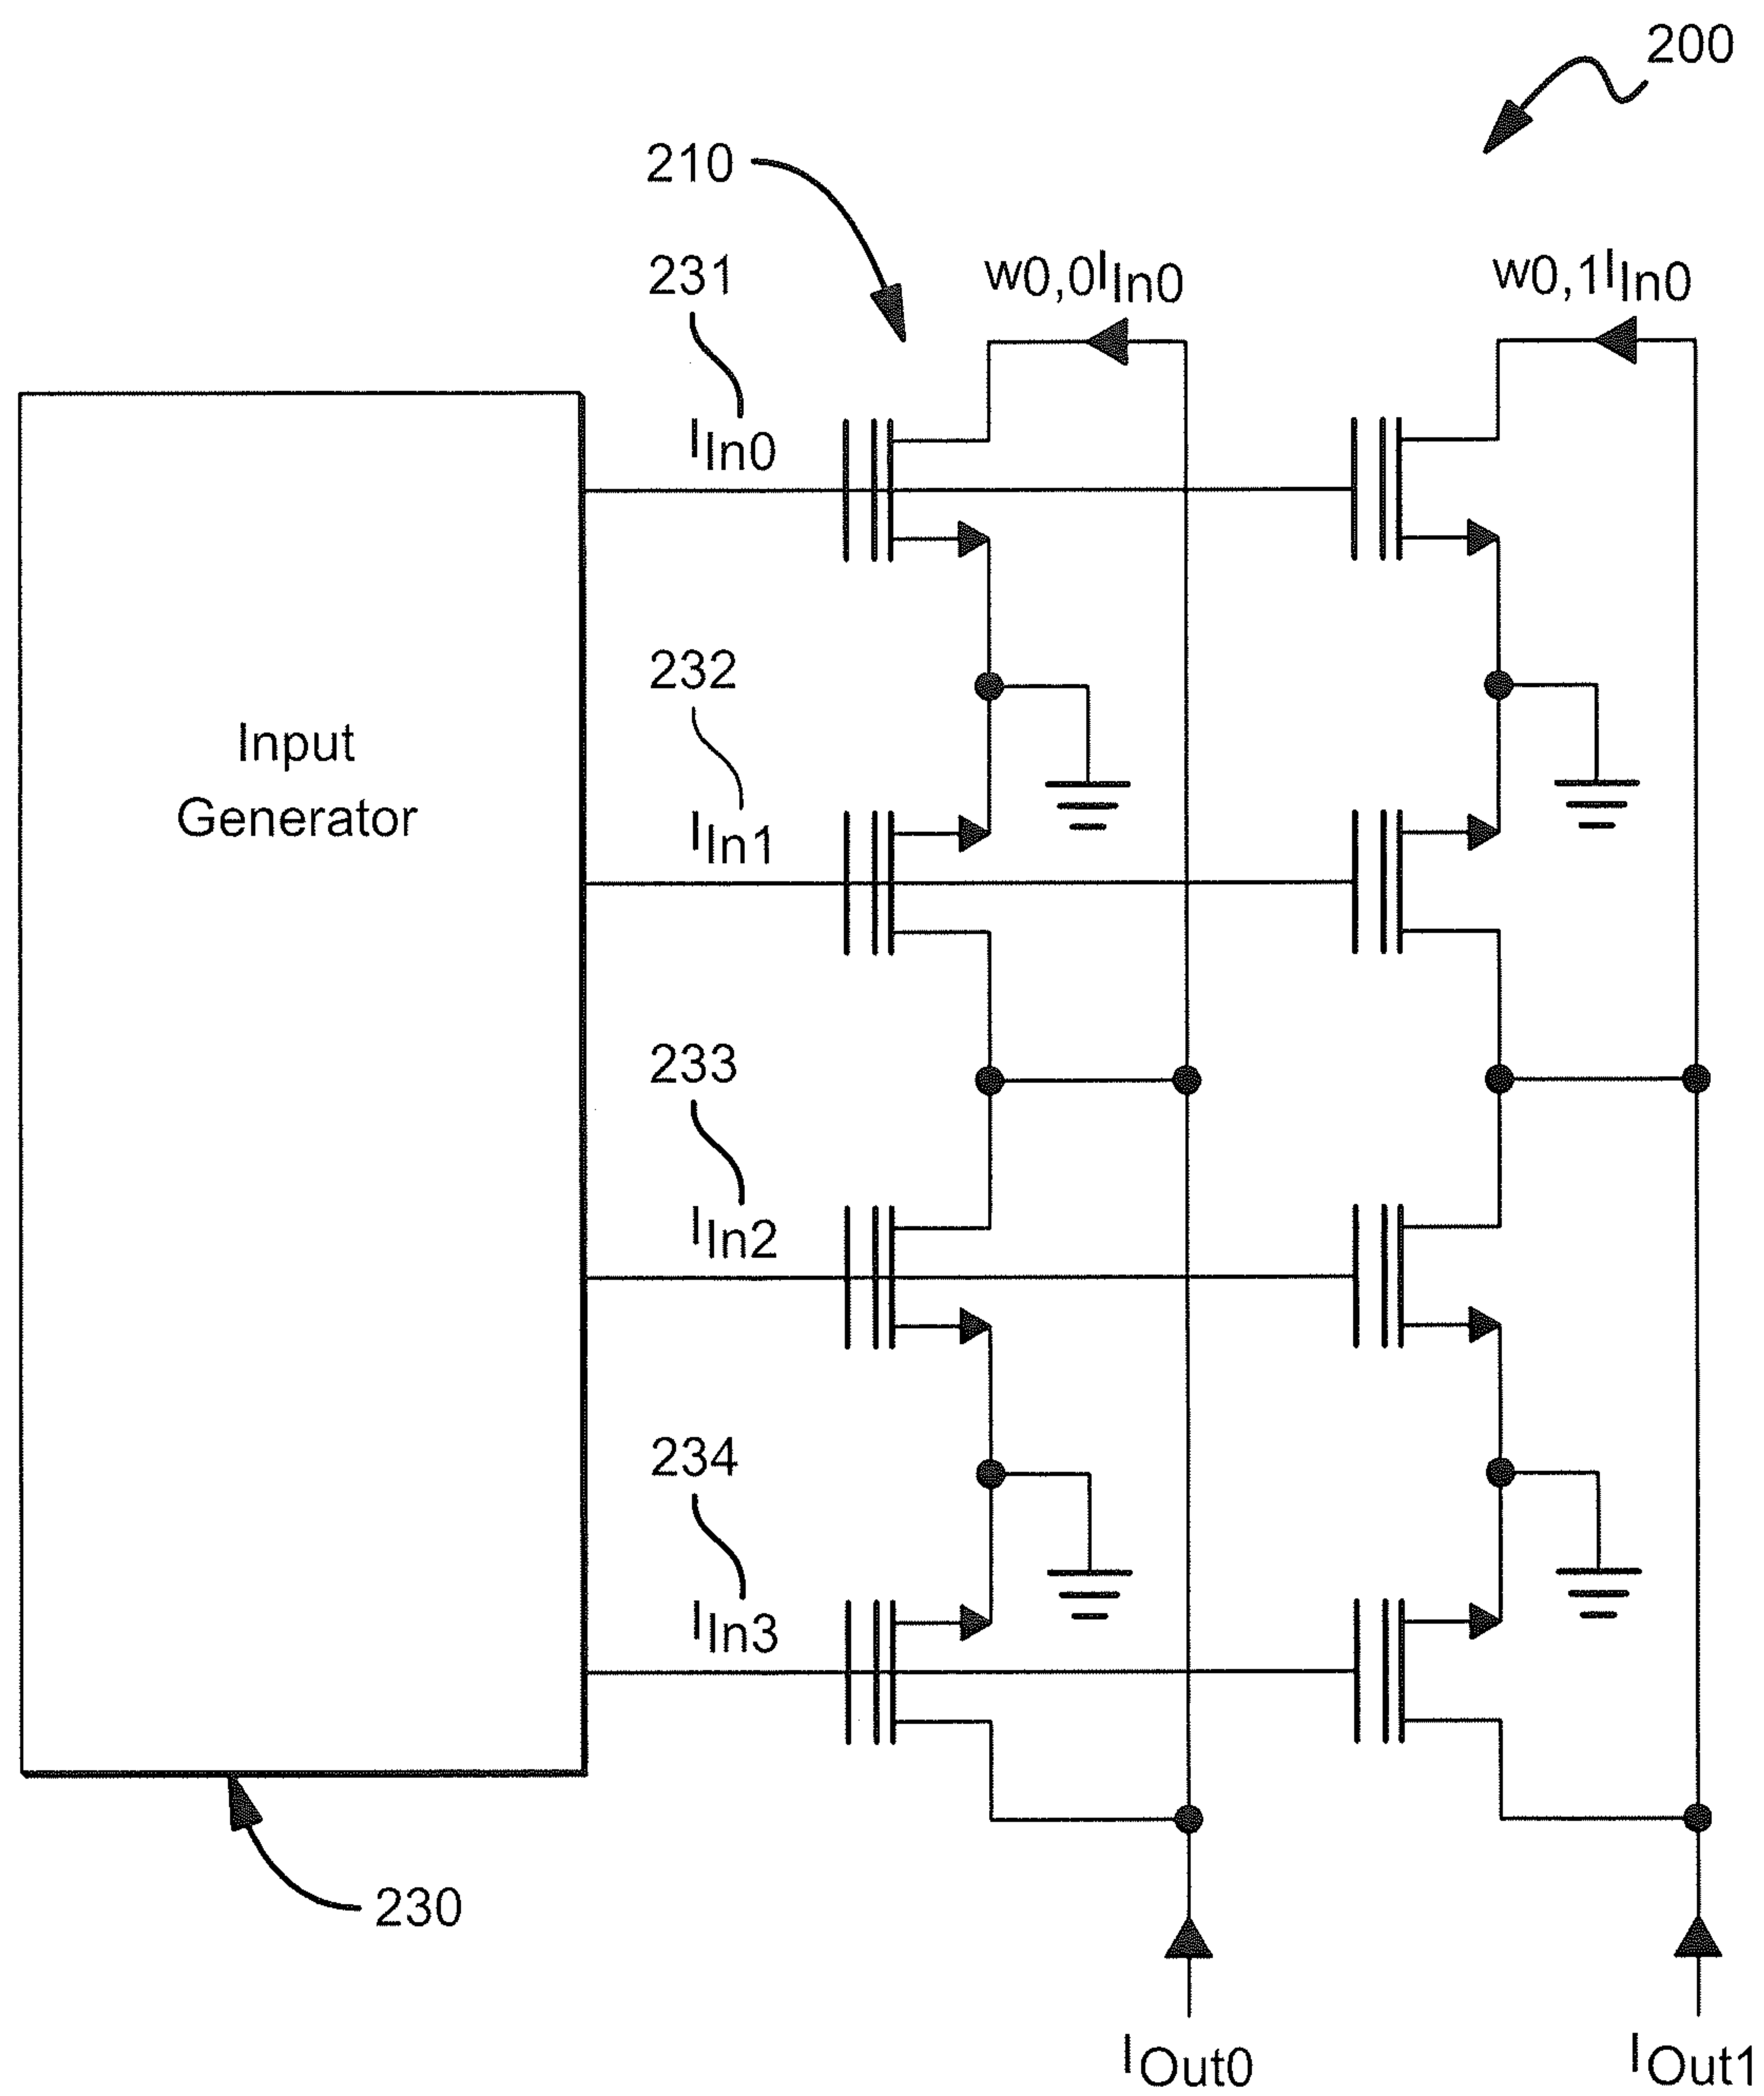 200
210
231
w0,0IIn0
w0,1IIn0
IIn0
232
Input
Generator
IIn1
233
IIn2
234
IIn3
230
IOut0
IOut1